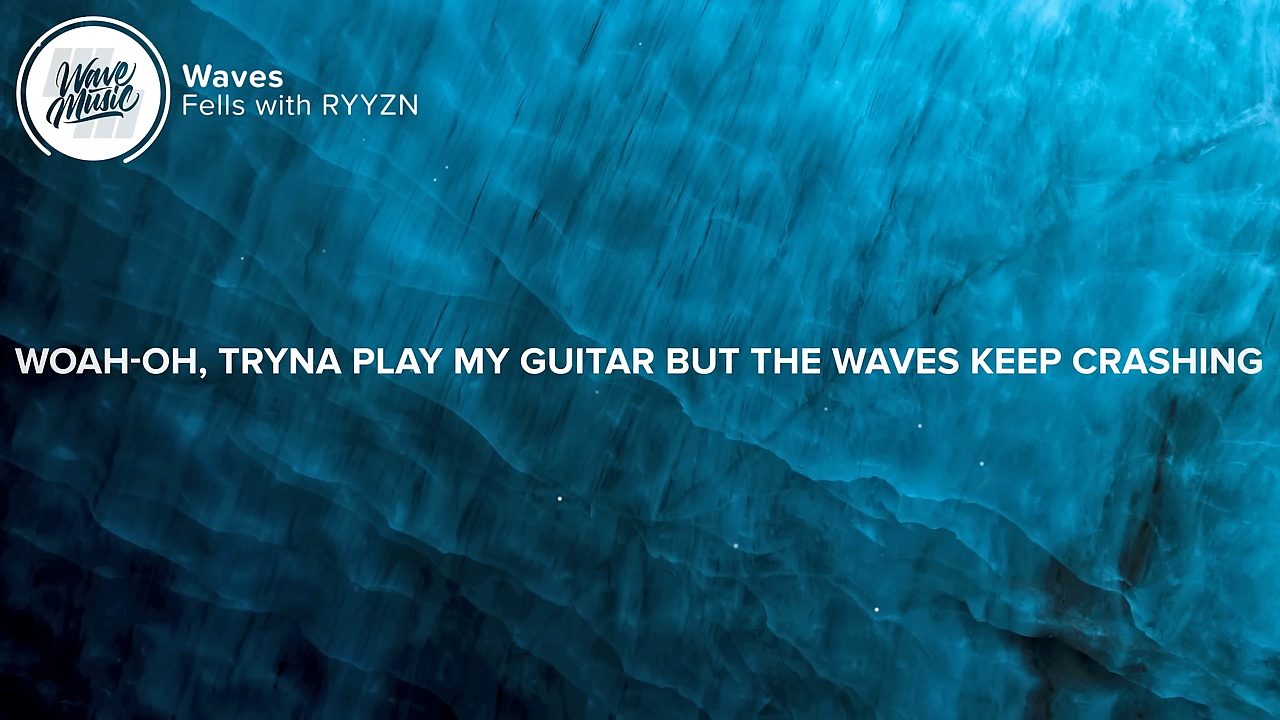 Wave
Music
Waves
Fells with RYYZN
WOAH-OH, TRYNA PLAY MY GUITAR BUT THE WAVES KEEP CRASHING